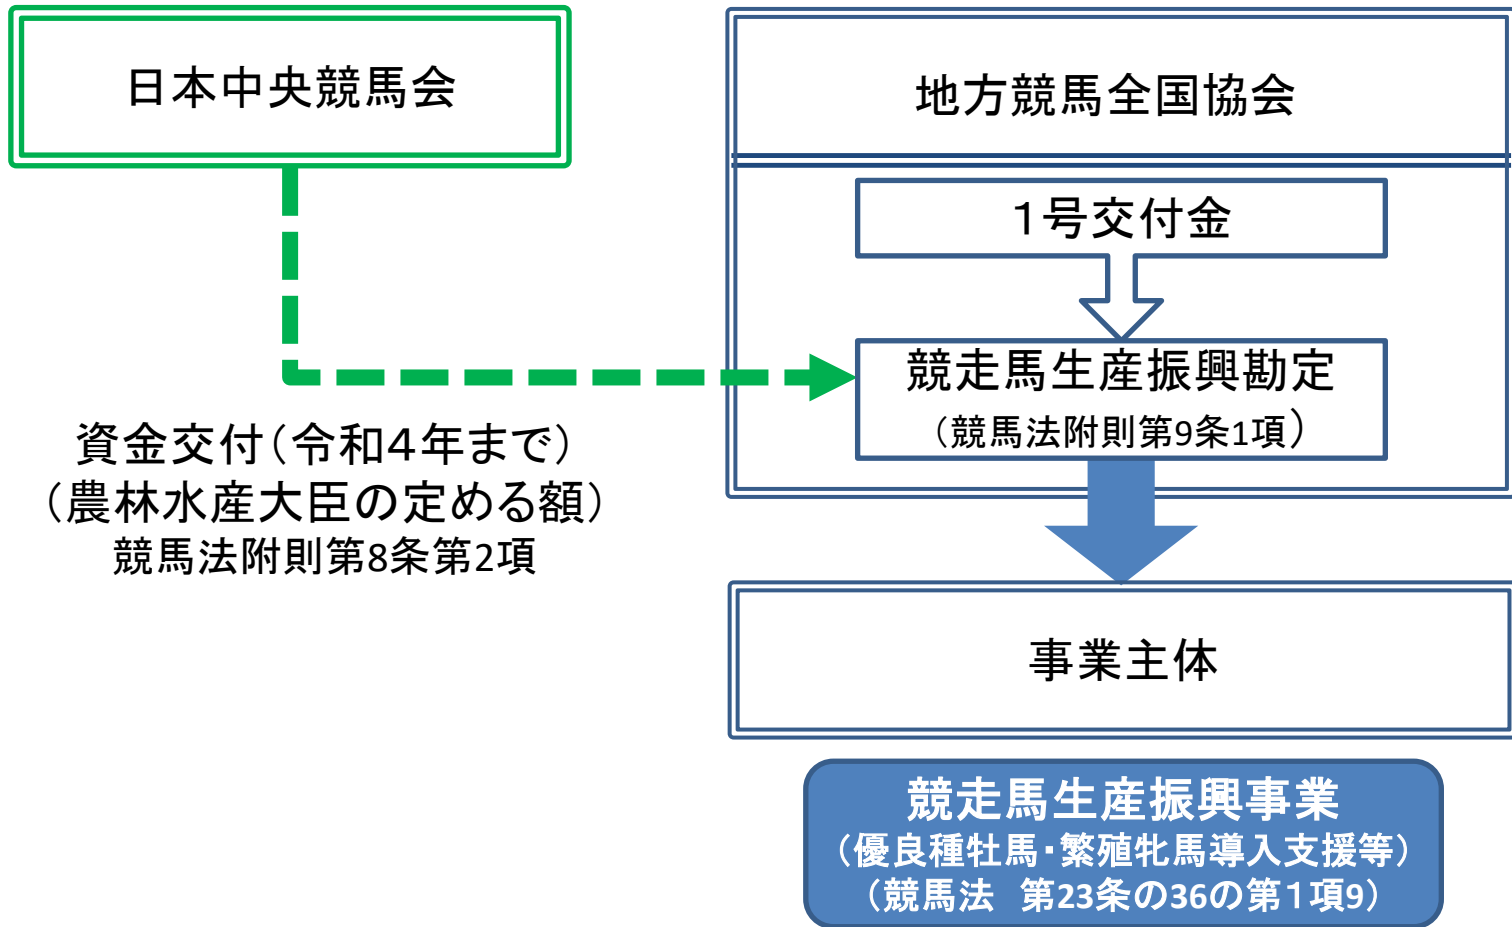 日本中央競馬会
地方競馬全国協会
1号交付金
競走馬生産振興勘定
（競馬法附則第9条1項）
資金交付（令和４年まで）
（農林水産大臣の定める額）
競馬法附則第8条第2項
事業主体
競走馬生産振興事業
（優良種牡馬・繁殖牝馬導入支援等）
（競馬法　第23条の36の第１項9）